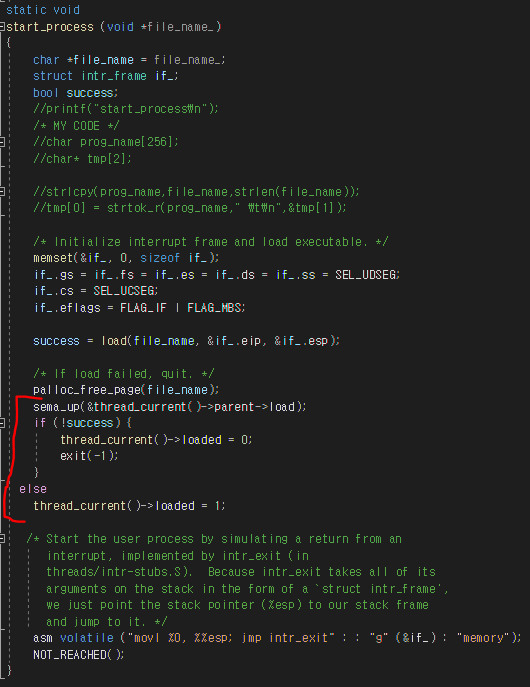 static void
start_process (void *file_name_)
{
char *file_name = file_name_;
struct intr_frame if_;
bool success;
//printf("start_process₩n");
/* MY CODE */
//char prog_name[256];
//char* tmp[2];
//strlcpy(prog_name,file_name,strlen(file_name));
//tmp[0] = strtok_r(prog_name," ₩t₩n",&tmp[1]);
/* Initialize interrupt frame and load executable. */
memset(&if_, 0, sizeof if_);
if_.gs = if_.fs = if_.es = if_.ds = if_.ss = SEL_UDSEG;
if_.cs = SEL_UCSEG;
if_.eflags = FLAG_IF | FLAG_MBS;
success = load(file_name, &if_.eip, &if_.esp);
/* If load failed, quit. */
palloc_free_page(file_name);
sema_up(&thread_current()->parent->load);
if (!success) {
thread_current()->loaded = 0;
exit(-1);
}
else
thread_current()->loaded = 1;
/* Start the user process by simulating a return from an
interrupt, implemented by intr_exit (in
threads/intr-stubs.S).  Because intr_exit takes all of its
arguments on the stack in the form of a `struct intr_frame',
we just point the stack pointer (%esp) to our stack frame
and jump to it. */
asm volatile ("movl %0, %%esp; jmp intr_exit" : : "g" (&if_) : "memory");
NOT_REACHED();
}